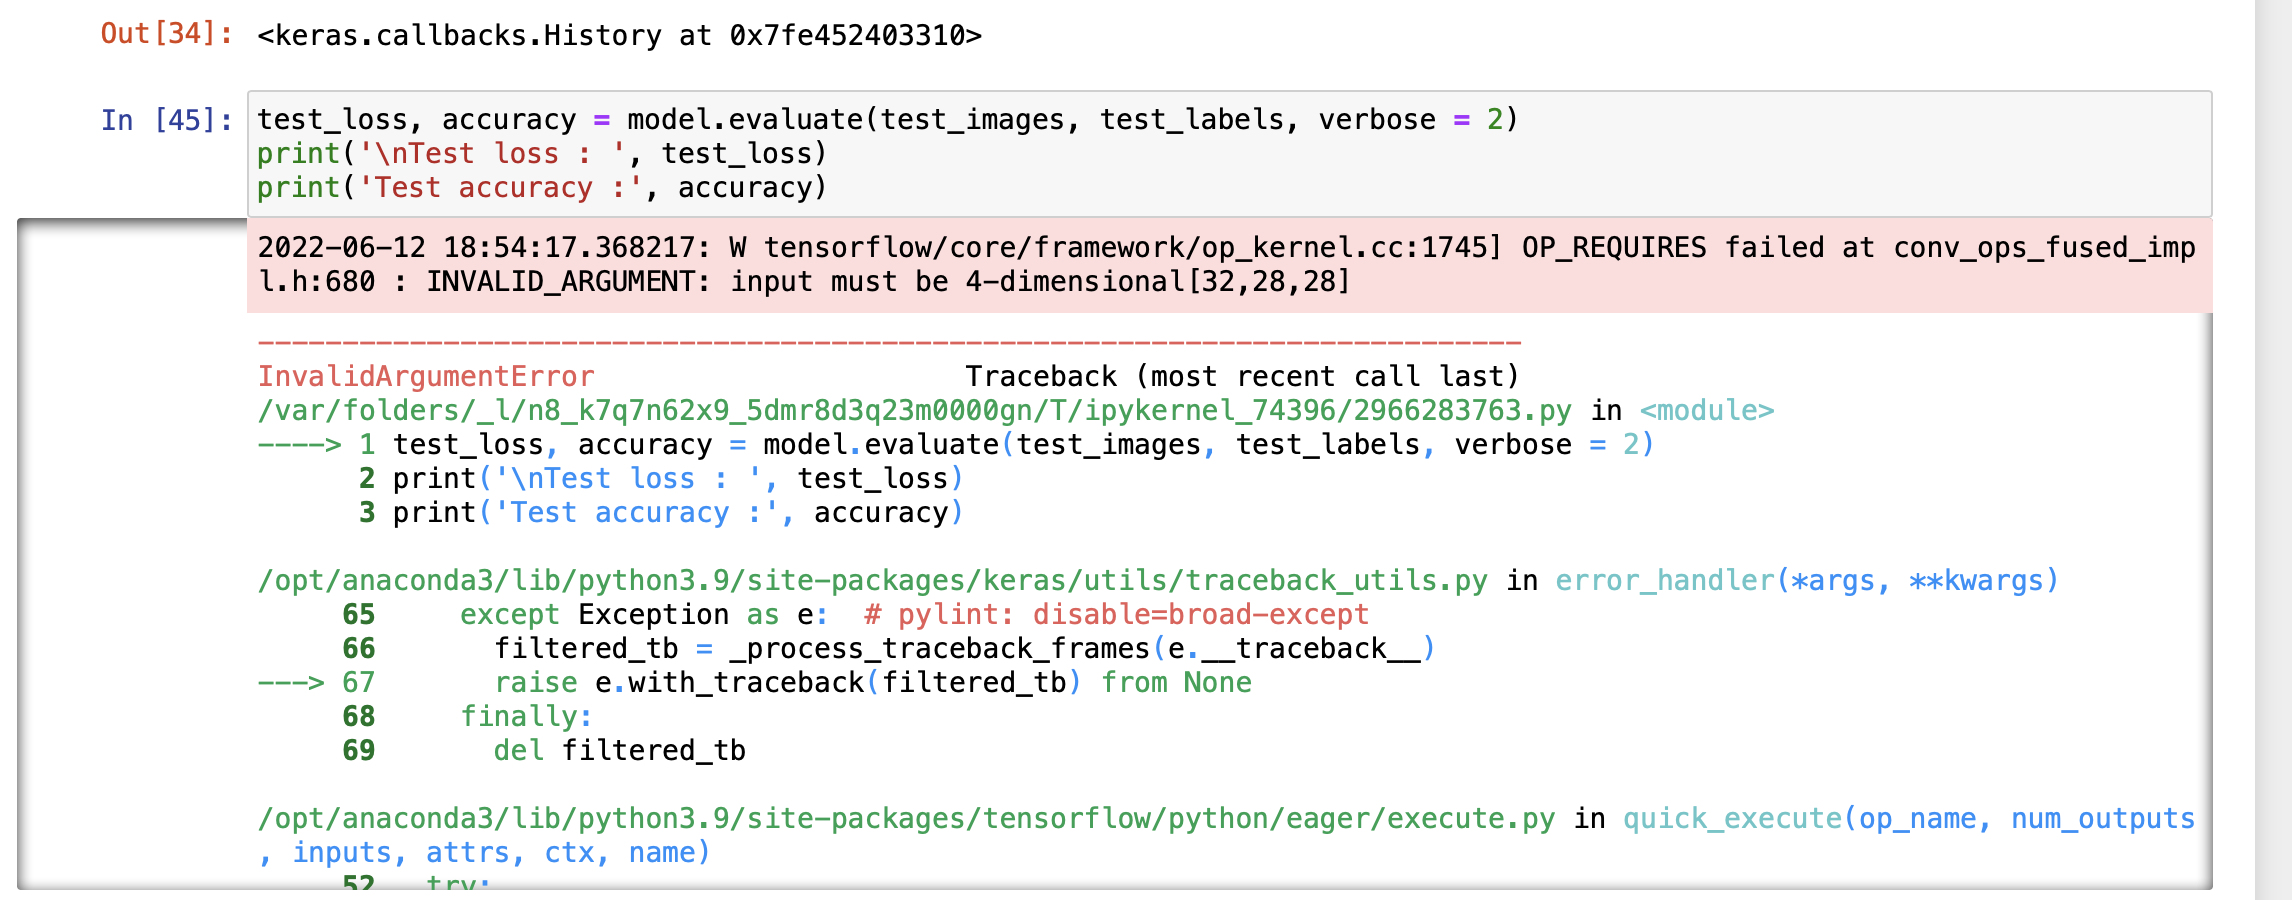 Out[34]: <keras.callbacks.History at 0x7fe452403310>
In [45]: test_loss, accuracy = model.evaluate(test_images, test_labels, verbose = 2)
print('\nTest loss : ', test_loss)
print('Test accuracy :', accuracy)
2022-06-12 18:54:17.368217: W tensorflow/core/framework/op_kernel.cc:1745] OP_REQUIRES failed at conv_ops_fused_imp
l.h:680 : INVALID_ARGUMENT: input must be 4-dimensional[32,28,28]
---------------------------------------------------------------------------
InvalidArgumentError                      Traceback (most recent call last)
/var/folders/_l/n8_k7q7n62x9_5dmr8d3q23m0000gn/T/ipykernel_74396/2966283763.py in <module>
----> 1 test_loss, accuracy = model.evaluate(test_images, test_labels, verbose = 2)
      2 print('\nTest loss : ', test_loss)
      3 print('Test accuracy :', accuracy)
/opt/anaconda3/lib/python3.9/site-packages/keras/utils/traceback_utils.py in error_handler(*args, **kwargs)
     65     except Exception as e:  # pylint: disable=broad-except
     66       filtered_tb = _process_traceback_frames(e.__traceback__)
---> 67       raise e.with_traceback(filtered_tb) from None
     68     finally:
     69       del filtered_tb
/opt/anaconda3/lib/python3.9/site-packages/tensorflow/python/eager/execute.py in quick_execute(op_name, num_outputs
, inputs, attrs, ctx, name)
     52   try: